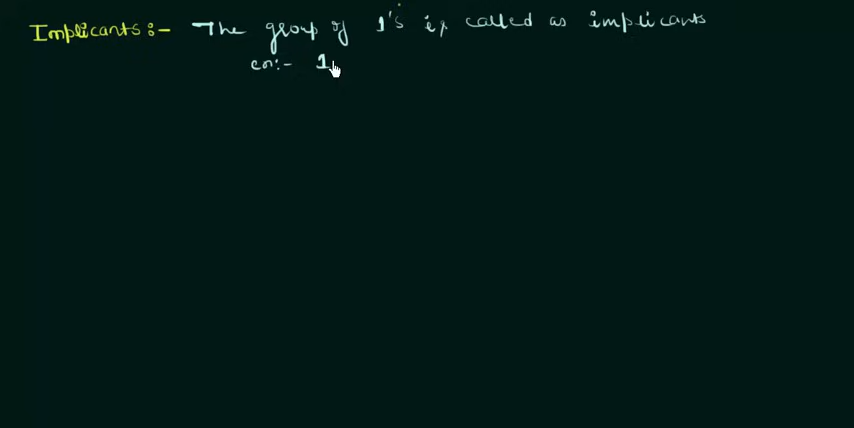 Implicants:- The group of 1's is called as implicants
ex:- 1